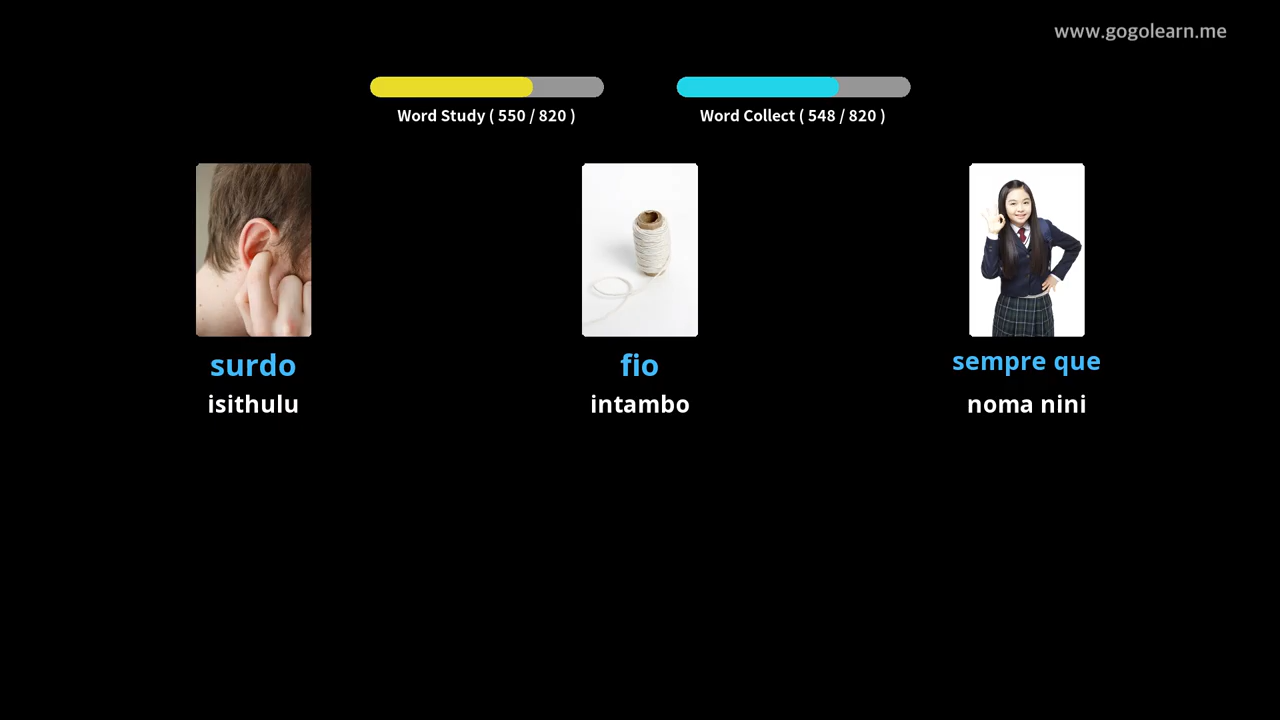 www.gogolearn.me
Word Study ( 550 / 820 )
Word Collect ( 548 / 820 )
surdo
isithulu
fio
intambo
sempre que
noma nini